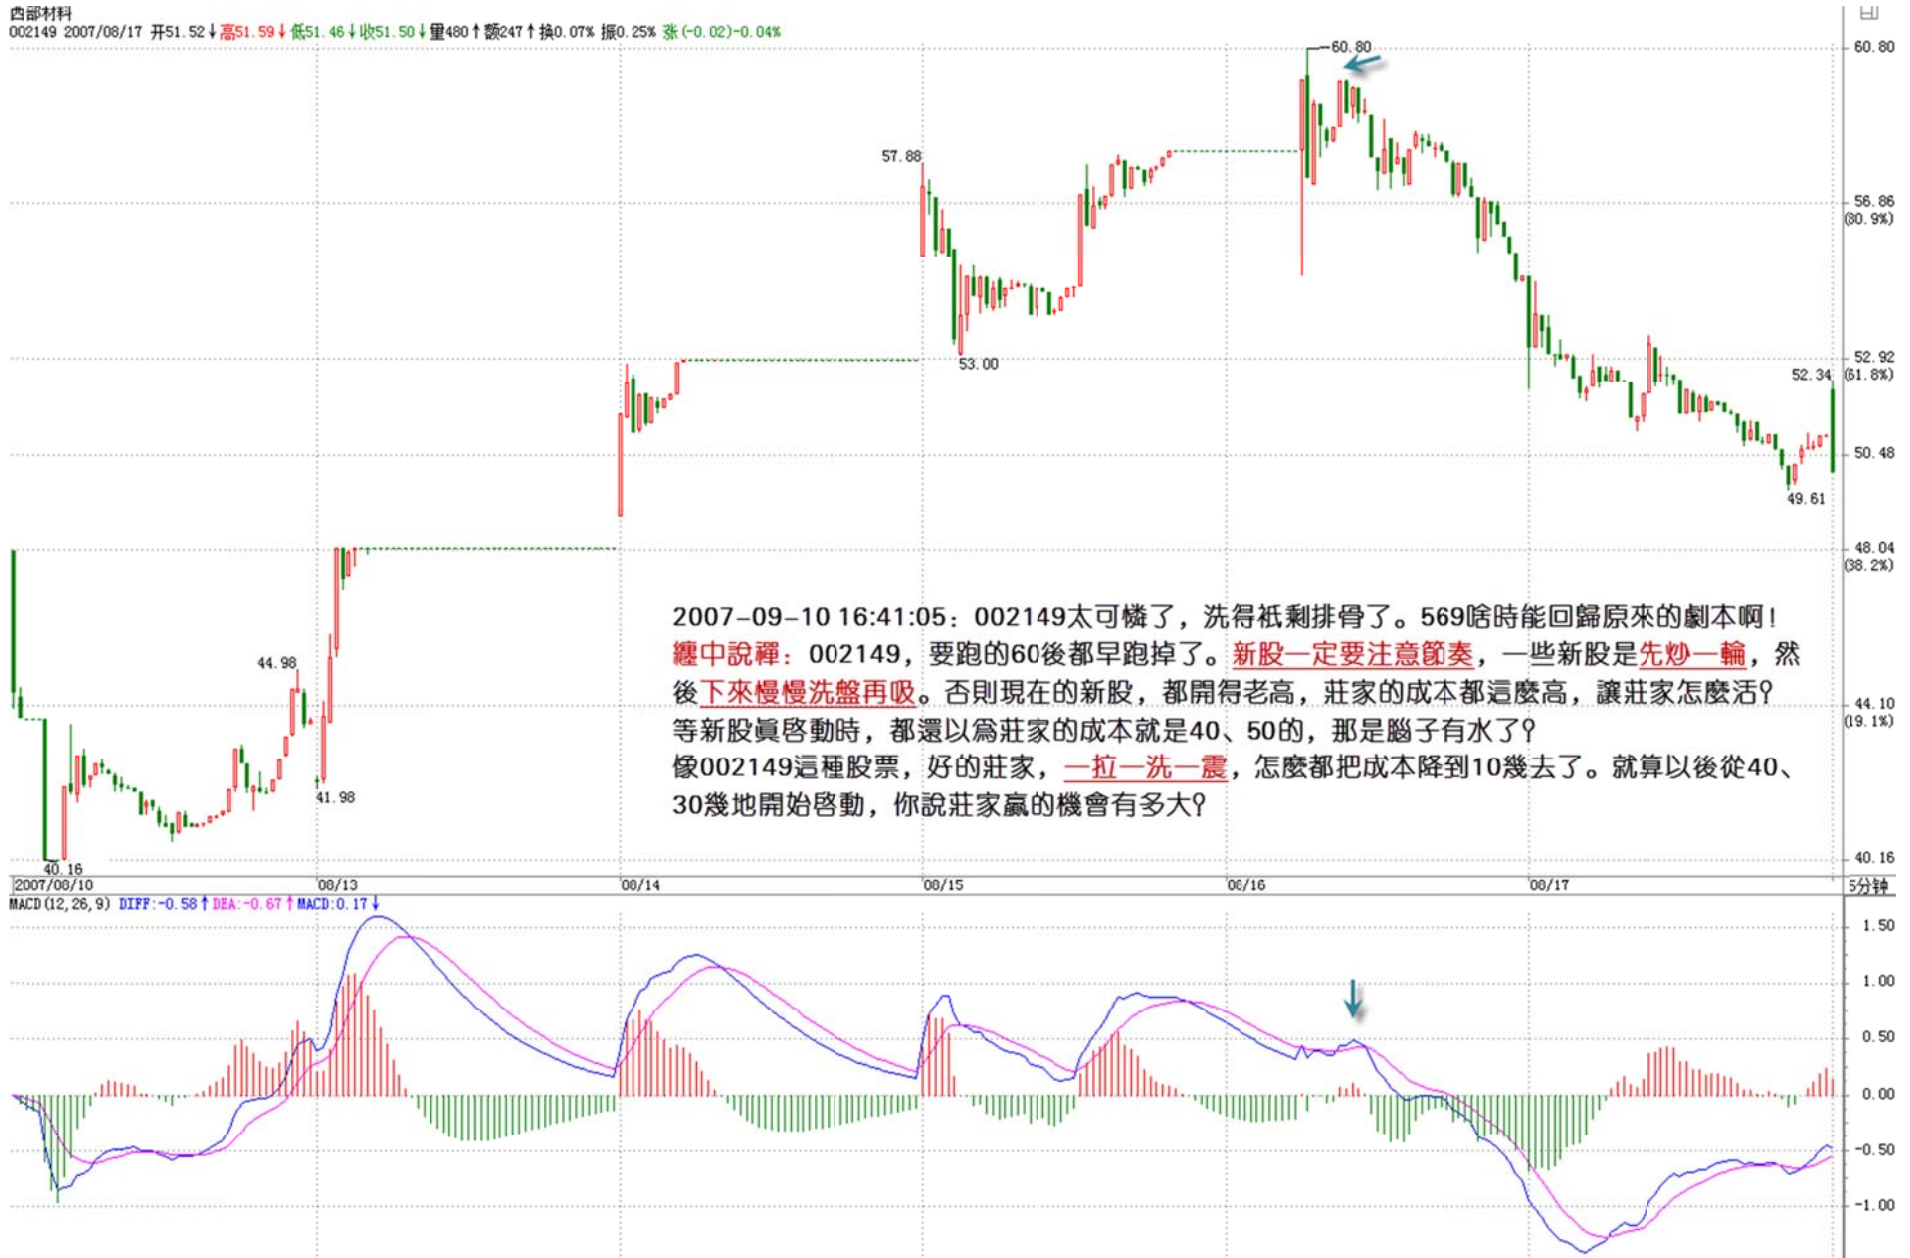 西部材料
002149 2007/08/17 开51.52↓高51.59↓低51.46↓收51.50↓量480↑额247↑换0.07% 振0.25% 涨(-0.02)-0.04%
60.80
60.80
57.88
56.86
(80.9%)
53.00
52.92
(61.8%)
52.34
50.48
49.61
48.04
(38.2%)
2007-09-10 16:41:05：002149太可憐了，洗得祇剩排骨了。569啥時能回歸原來的劇本啊！
纏中說禪：002149，要跑的60後都早跑掉了。新股一定要注意節奏，一些新股是先炒一輪，然
後下來慢慢洗盤再吸。否則現在的新股，都開得老高，莊家的成本都這麼高，讓莊家怎麼活？
等新股眞啓動時，都還以爲莊家的成本就是40、50的，那是腦子有水了？
像002149這種股票，好的莊家，一拉一洗一震，怎麼都把成本降到10幾去了。就算以後從40、
30幾地開始啓動，你說莊家贏的機會有多大？
44.98
44.10
(19.1%)
41.98
40.16
40.16
2007/08/10 08/13 08/14 08/15 08/16 08/17 5分钟
MACD(12,26,9) DIFF:-0.58↑ DEA:-0.67↑ MACD:0.17↓
1.50
1.00
0.50
0.00
-0.50
-1.00